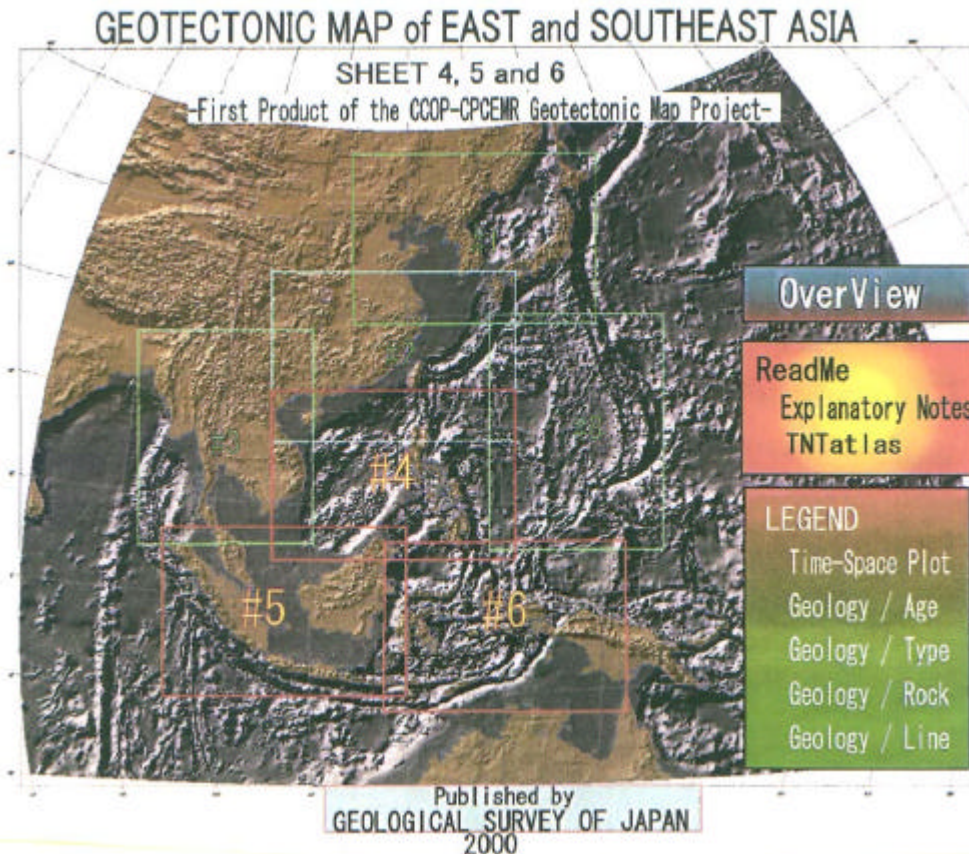 GEOTECTONIC MAP of EAST and SOUTHEAST ASIA
SHEET 4, 5 and 6
-First Product of the CCOP-CPCEMR Geotectonic Map Project-
OverView
ReadMe
Explanatory Notes
TNTatlas
#4
#5
#6
LEGEND
Time-Space Plot
Geology / Age
Geology / Type
Geology / Rock
Geology / Line
Published by
GEOLOGICAL SURVEY OF JAPAN
2000